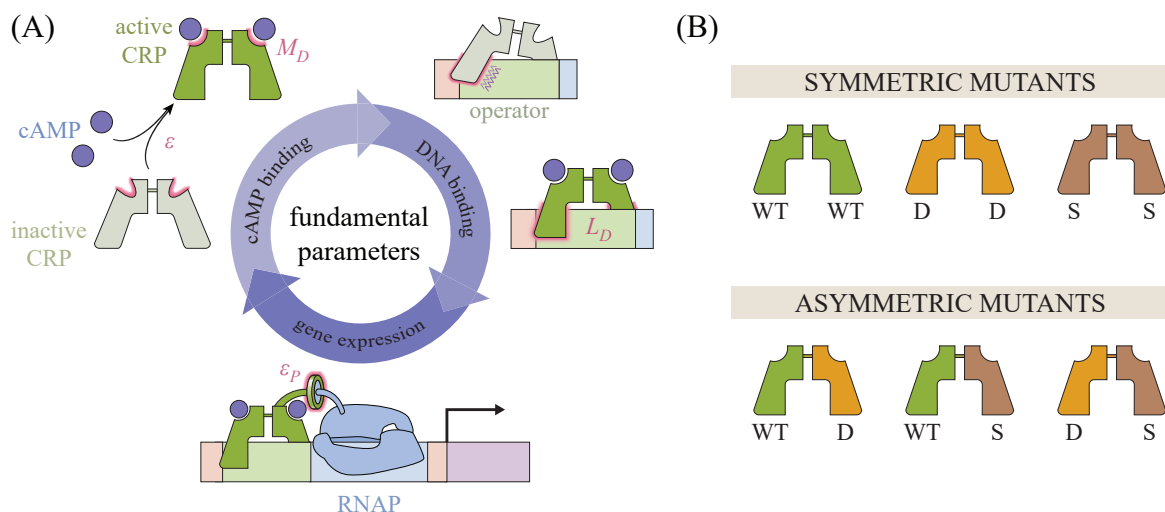 (A)
active
CRP
M_D
cAMP
ε
inactive
CRP
operator
cAMP binding
DNA binding
gene expression
fundamental
parameters
L_D
ε_P
RNAP
(B)
SYMMETRIC MUTANTS
WT WT D D S S
ASYMMETRIC MUTANTS
WT D WT S D S